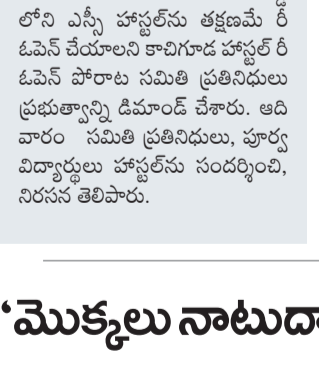 లోని ఎస్సీ హాస్టల్‌ను తక్షణమే రీ
ఓపెన్ చేయాలని కాచిగూడ హాస్టల్ రీ
ఓపెన్ పోరాట సమితి ప్రతినిధులు
ప్రభుత్వాన్ని డిమాండ్ చేశారు. ఆది
వారం సమితి ప్రతినిధులు, పూర్వ
విద్యార్థులు హాస్టల్‌ను సందర్శించి,
నిరసన తెలిపారు.
‘మొక్కలు నాటుదా